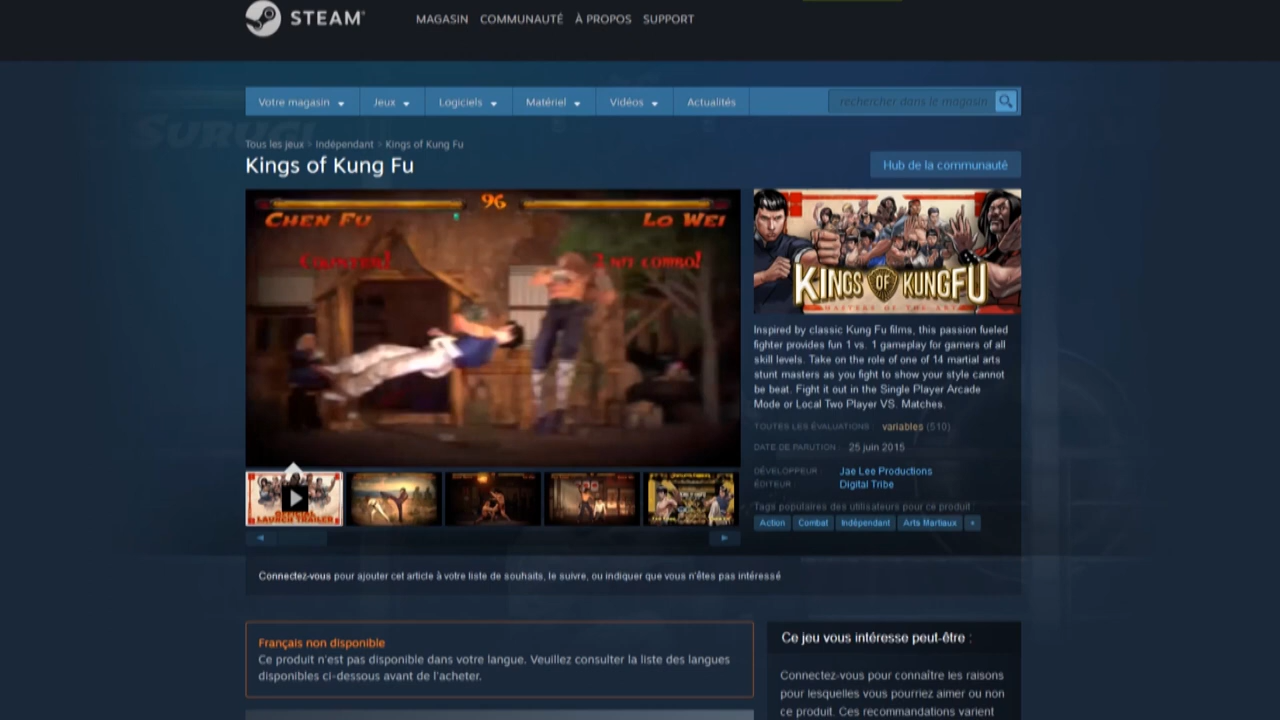 STEAM
MAGASIN COMMUNAUTÉ À PROPOS SUPPORT
Votre magasin Jeux Logiciels Matériel Vidéos Actualités rechercher dans le magasin
SURUGI
Tous les jeux > Indépendant > Kings of Kung Fu
Kings of Kung Fu
Hub de la communauté
96
CHEN FU LO WEI
2 HIT COMBO!
KINGS OF KUNGFU
MASTERS OF THE ART
Inspired by classic Kung Fu films, this passion fueled
fighter provides fun 1 vs. 1 gameplay for gamers of all
skill levels. Take on the role of one of 14 martial arts
stunt masters as you fight to show your style cannot
be beat. Fight it out in the Single Player Arcade
Mode or Local Two Player VS. Matches.
TOUTES LES ÉVALUATIONS : variables (510)
DATE DE PARUTION : 25 juin 2015
DÉVELOPPEUR : Jae Lee Productions
ÉDITEUR : Digital Tribe
Tags populaires des utilisateurs pour ce produit :
Action Combat Indépendant Arts Martiaux +
OFFICIAL
LAUNCH TRAILER
Connectez-vous pour ajouter cet article à votre liste de souhaits, le suivre, ou indiquer que vous n'êtes pas intéressé
Français non disponible
Ce produit n'est pas disponible dans votre langue. Veuillez consulter la liste des langues
disponibles ci-dessous avant de l'acheter.
Ce jeu vous intéresse peut-être :
Connectez-vous pour connaître les raisons
pour lesquelles vous pourriez aimer ou non
ce produit. Ces recommandations varient